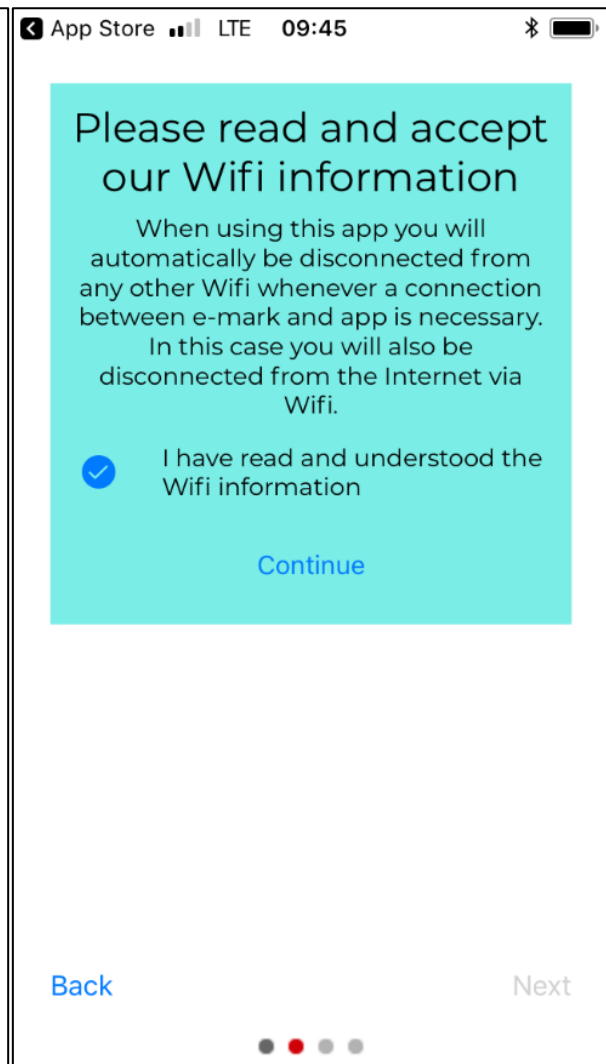 App Store LTE 09:45
Please read and accept
our Wifi information
When using this app you will
automatically be disconnected from
any other Wifi whenever a connection
between e-mark and app is necessary.
In this case you will also be
disconnected from the Internet via
Wifi.
I have read and understood the
Wifi information
Continue
Back Next